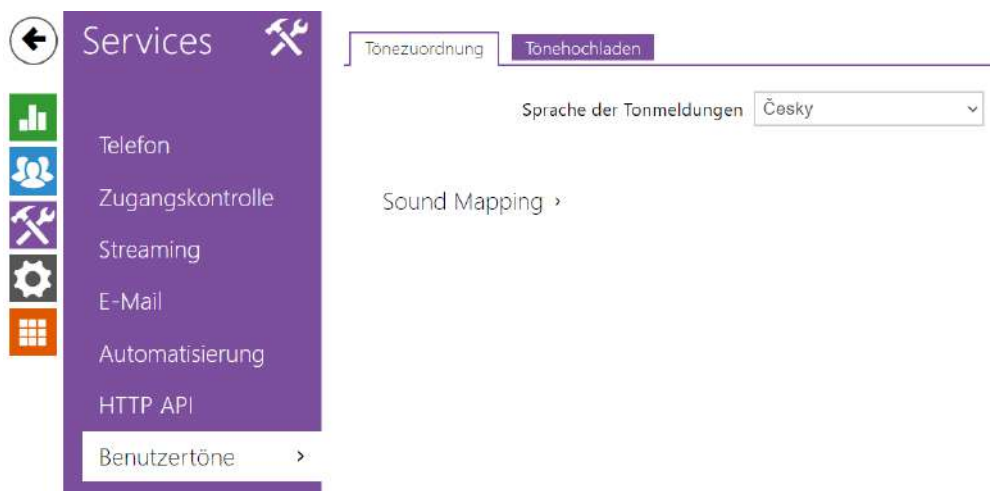 Services
Telefon
Zugangskontrolle
Streaming
E-Mail
Automatisierung
HTTP API
Benutzertöne
Tönezuordnung
Tonehochladen
Sprache der Tonmeldungen
Česky
Sound Mapping